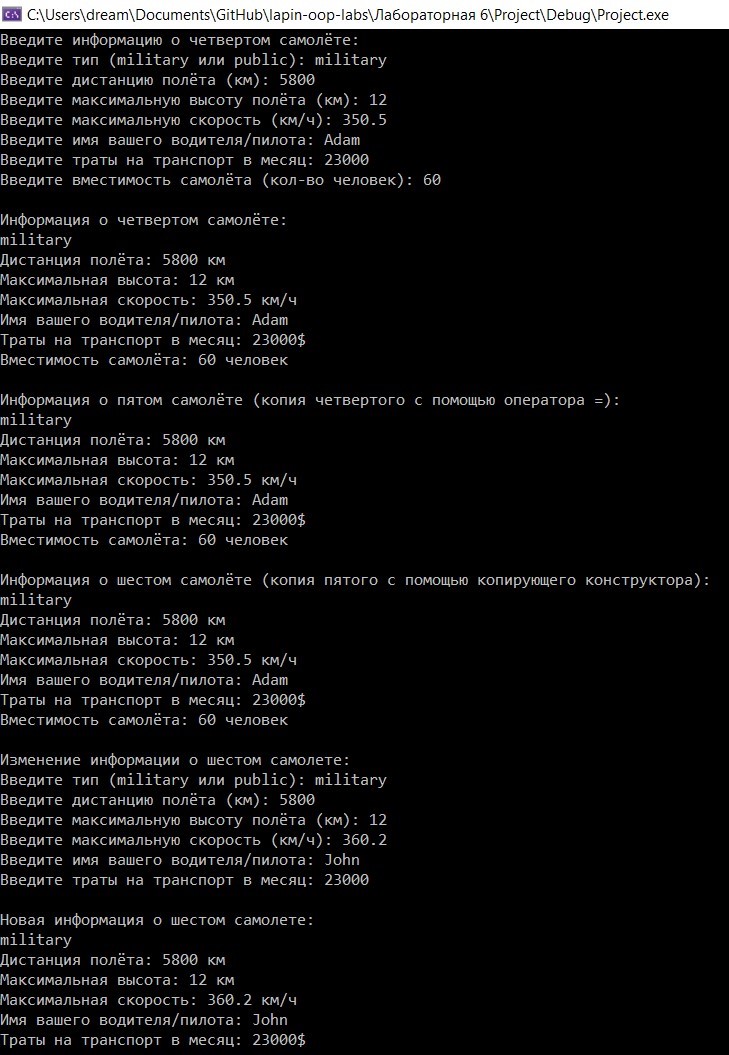 C:\Users\dream\Documents\GitHub\lapin-oop-labs\Лабораторная 6\Project\Debug\Project.exe
Введите информацию о четвертом самолёте:
Введите тип (military или public): military
Введите дистанцию полёта (км): 5800
Введите максимальную высоту полёта (км): 12
Введите максимальную скорость (км/ч): 350.5
Введите имя вашего водителя/пилота: Adam
Введите траты на транспорт в месяц: 23000
Введите вместимость самолёта (кол-во человек): 60
Информация о четвертом самолёте:
military
Дистанция полёта: 5800 км
Максимальная высота: 12 км
Максимальная скорость: 350.5 км/ч
Имя вашего водителя/пилота: Adam
Траты на транспорт в месяц: 23000$
Вместимость самолёта: 60 человек
Информация о пятом самолёте (копия четвертого с помощью оператора =):
military
Дистанция полёта: 5800 км
Максимальная высота: 12 км
Максимальная скорость: 350.5 км/ч
Имя вашего водителя/пилота: Adam
Траты на транспорт в месяц: 23000$
Вместимость самолёта: 60 человек
Информация о шестом самолёте (копия пятого с помощью копирующего конструктора):
military
Дистанция полёта: 5800 км
Максимальная высота: 12 км
Максимальная скорость: 350.5 км/ч
Имя вашего водителя/пилота: Adam
Траты на транспорт в месяц: 23000$
Вместимость самолёта: 60 человек
Изменение информации о шестом самолете:
Введите тип (military или public): military
Введите дистанцию полёта (км): 5800
Введите максимальную высоту полёта (км): 12
Введите максимальную скорость (км/ч): 360.2
Введите имя вашего водителя/пилота: John
Введите траты на транспорт в месяц: 23000
Новая информация о шестом самолете:
military
Дистанция полёта: 5800 км
Максимальная высота: 12 км
Максимальная скорость: 360.2 км/ч
Имя вашего водителя/пилота: John
Траты на транспорт в месяц: 23000$